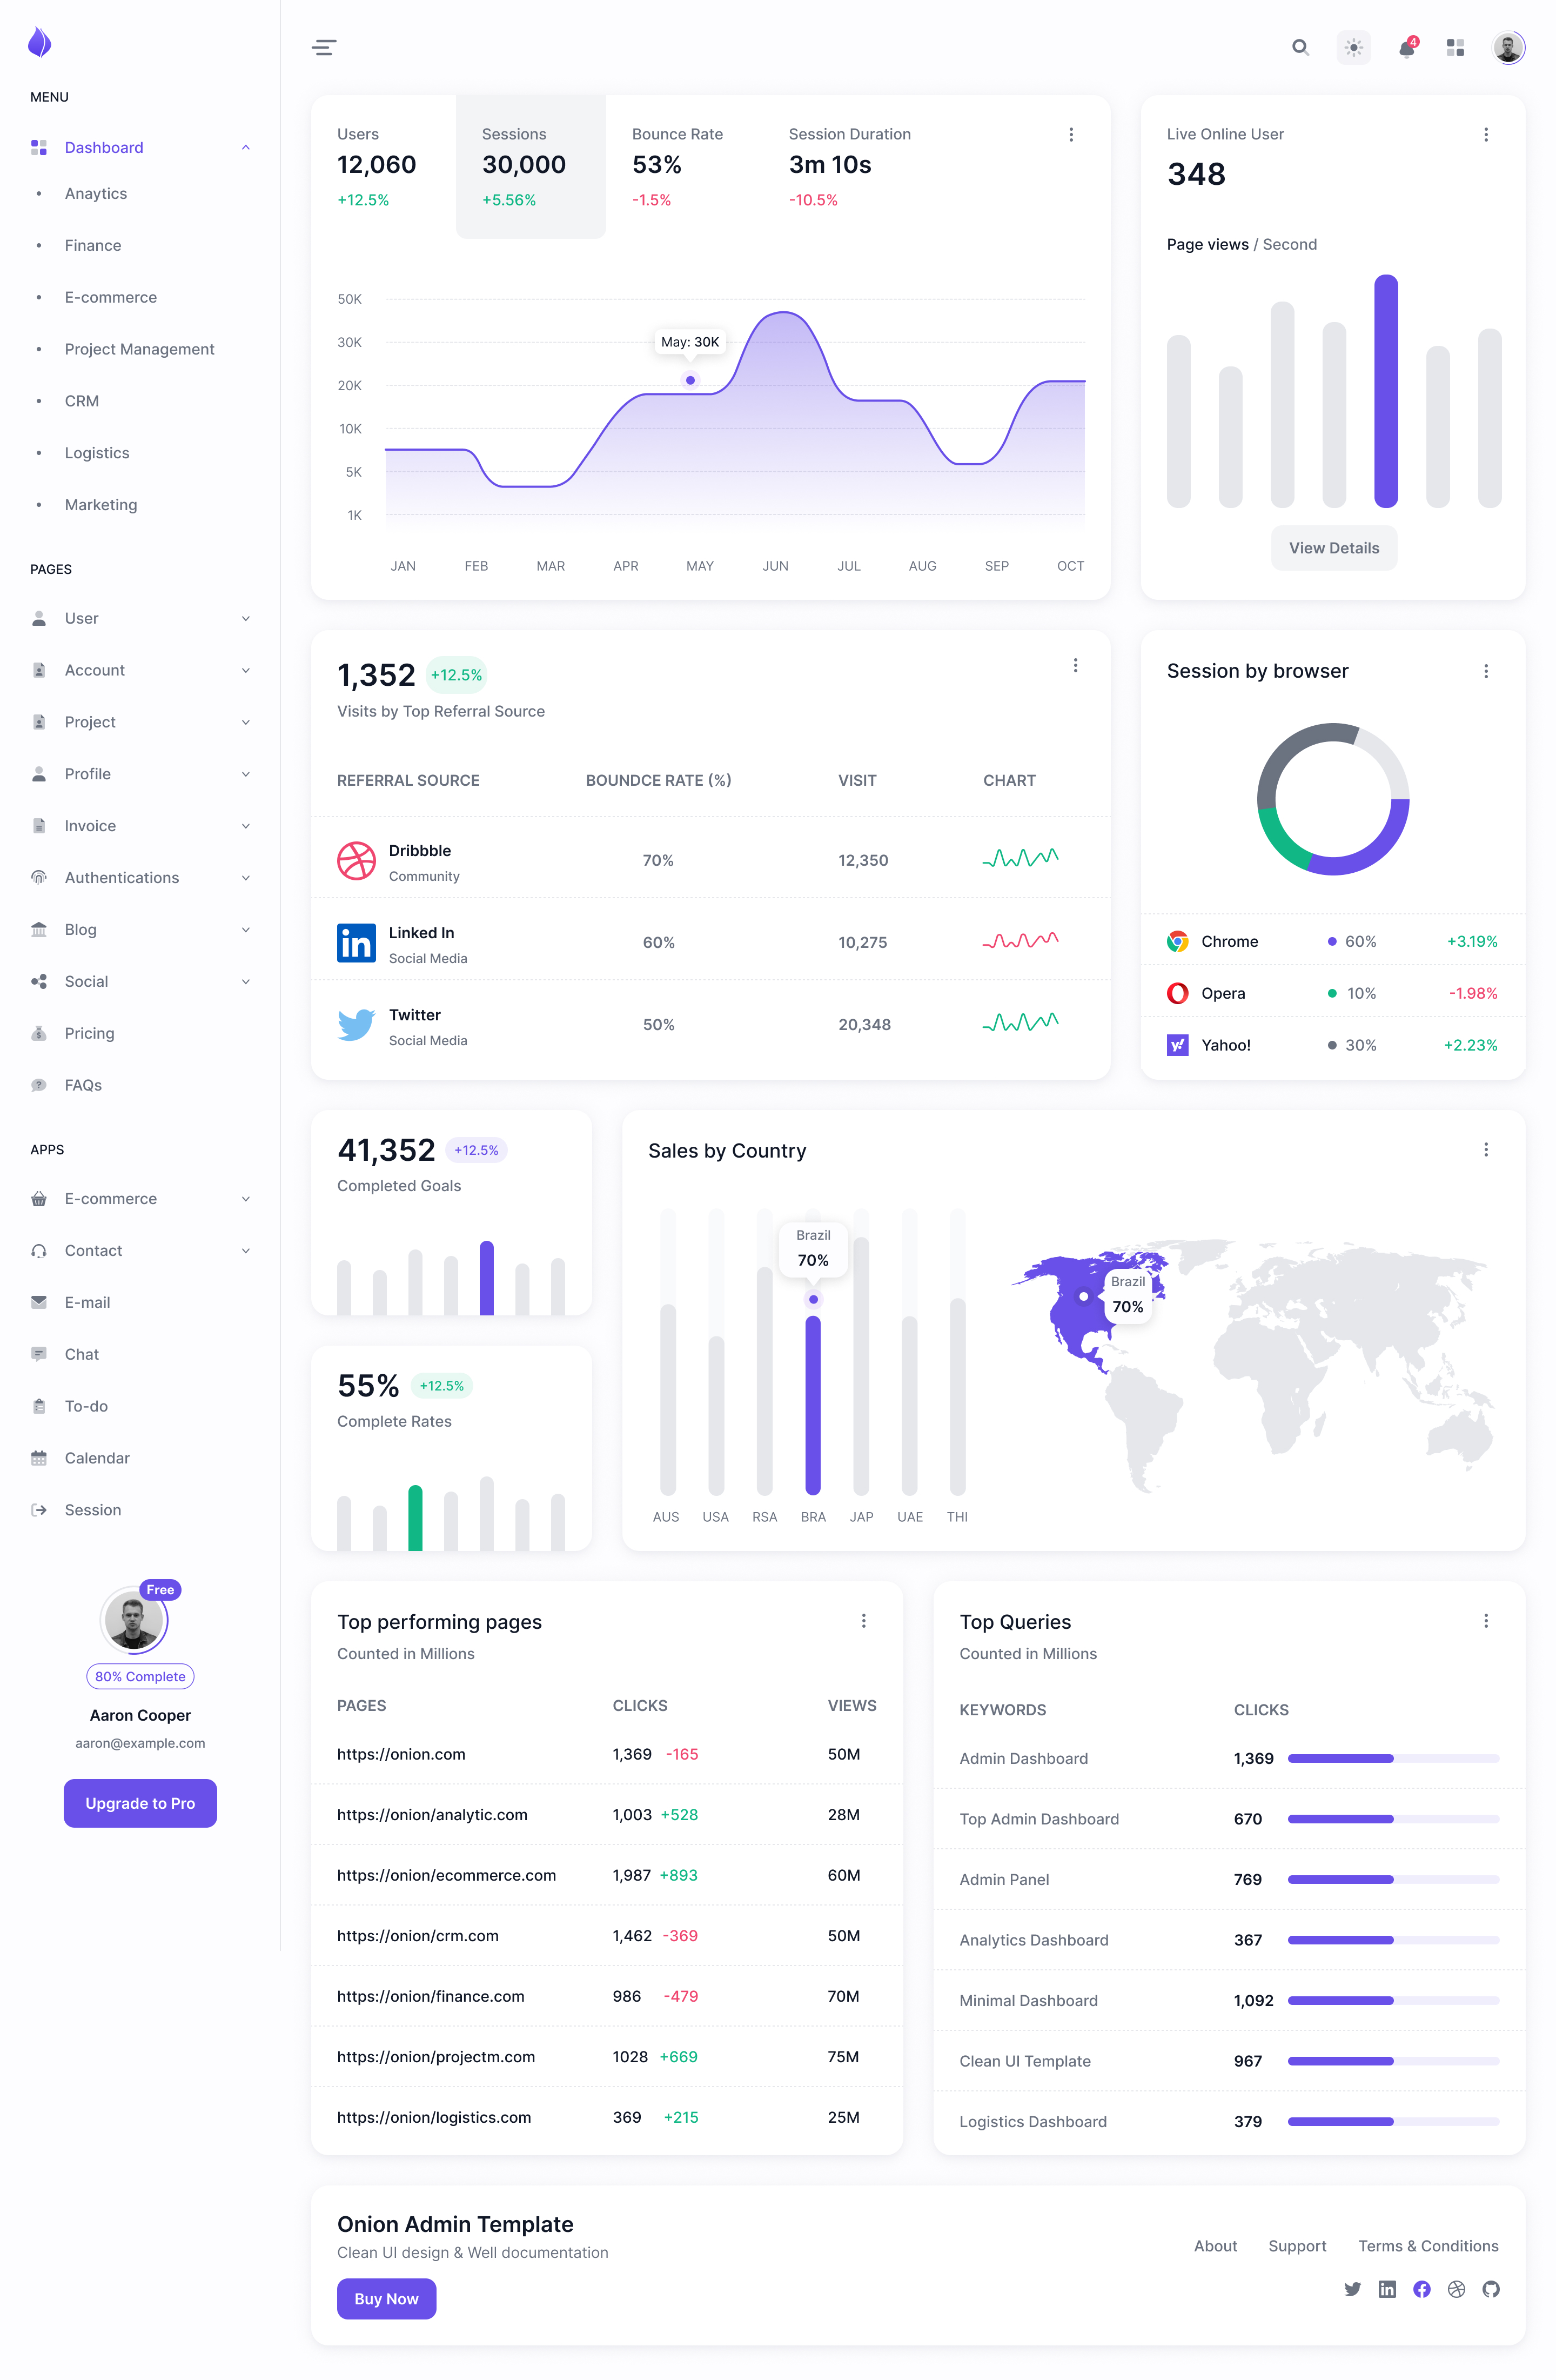 MENU
Dashboard
Anaytics
Finance
E-commerce
Project Management
CRM
Logistics
Marketing
PAGES
User
Account
Project
Profile
Invoice
Authentications
Blog
Social
Pricing
FAQs
APPS
E-commerce
Contact
E-mail
Chat
To-do
Calendar
Session
Free
80% Complete
Aaron Cooper
aaron@example.com
Upgrade to Pro
4
Users
12,060
+12.5%
Sessions
30,000
+5.56%
Bounce Rate
53%
-1.5%
Session Duration
3m 10s
-10.5%
50K
30K
20K
10K
5K
1K
May: 30K
JAN FEB MAR APR MAY JUN JUL AUG SEP OCT
Live Online User
348
Page views / Second
View Details
1,352 +12.5%
Visits by Top Referral Source
REFERRAL SOURCE BOUNDCE RATE (%) VISIT CHART
Dribbble
Community
70% 12,350
in
Linked In
Social Media
60% 10,275
Twitter
Social Media
50% 20,348
Session by browser
Chrome 60% +3.19%
Opera 10% -1.98%
y! Yahoo! 30% +2.23%
41,352 +12.5%
Completed Goals
55% +12.5%
Complete Rates
Sales by Country
Brazil
70%
AUS USA RSA BRA JAP UAE THI
Brazil
70%
Top performing pages
Counted in Millions
PAGES CLICKS VIEWS
https://onion.com 1,369 -165 50M
https://onion/analytic.com 1,003 +528 28M
https://onion/ecommerce.com 1,987 +893 60M
https://onion/crm.com 1,462 -369 50M
https://onion/finance.com 986 -479 70M
https://onion/projectm.com 1028 +669 75M
https://onion/logistics.com 369 +215 25M
Top Queries
Counted in Millions
KEYWORDS CLICKS
Admin Dashboard 1,369
Top Admin Dashboard 670
Admin Panel 769
Analytics Dashboard 367
Minimal Dashboard 1,092
Clean UI Template 967
Logistics Dashboard 379
Onion Admin Template
Clean UI design & Well documentation
Buy Now
About Support Terms & Conditions
in